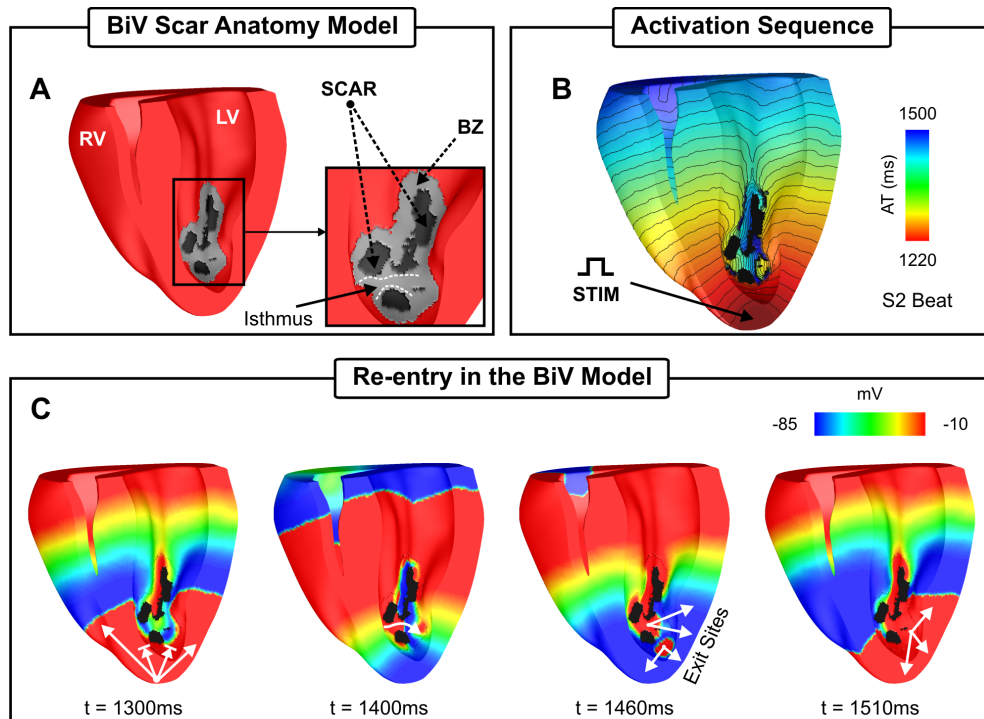 BiV Scar Anatomy Model
A
RV
LV
SCAR
BZ
Isthmus
Activation Sequence
B
STIM
1500
AT (ms)
1220
S2 Beat
Re-entry in the BiV Model
C
mV
-85
-10
Exit Sites
t = 1300ms
t = 1400ms
t = 1460ms
t = 1510ms